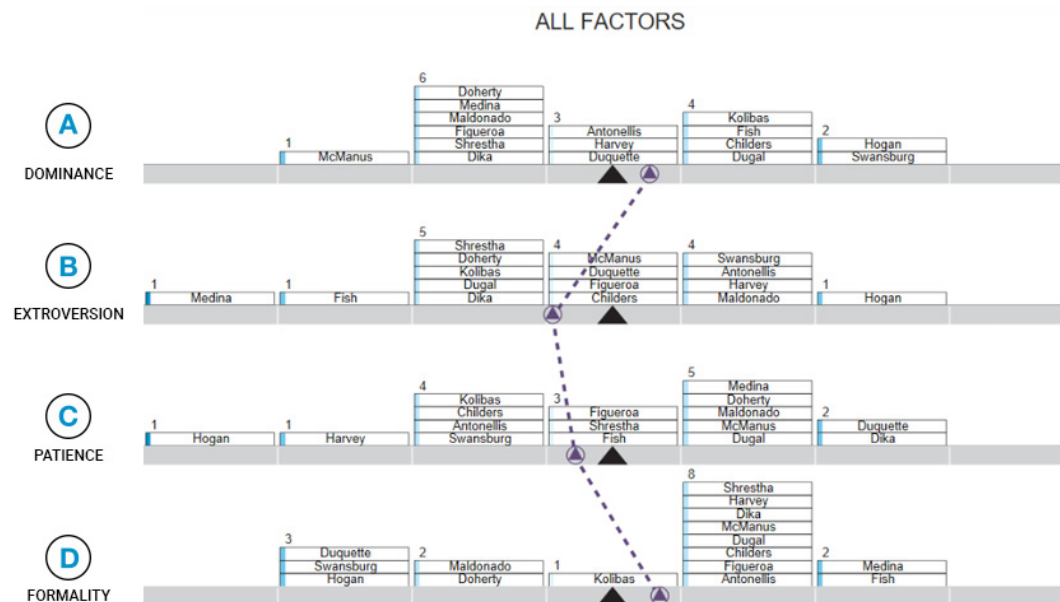 ALL FACTORS
6
Doherty
Medina
4
Maldonado
3
Kolibas
A
Figueroa
Antonellis
Fish
2
1
Shrestha
Harvey
Childers
Hogan
McManus
Dika
Duquette
Dugal
Swansburg
DOMINANCE
5
Shrestha
4
4
Doherty
McManus
Swansburg
B
Kolibas
Duquette
Antonellis
1
1
Dugal
Figueroa
Harvey
1
Medina
Fish
Dika
Childers
Maldonado
Hogan
EXTROVERSION
5
Medina
4
Kolibas
3
Doherty
C
Childers
Figueroa
Maldonado
2
1
1
Antonellis
Shrestha
McManus
Duquette
Hogan
Harvey
Swansburg
Fish
Dugal
Dika
PATIENCE
8
Shrestha
Harvey
Dika
McManus
D
3
Dugal
Duquette
2
1
Childers
2
Swansburg
Maldonado
Figueroa
Medina
Hogan
Doherty
Kolibas
Antonellis
Fish
FORMALITY